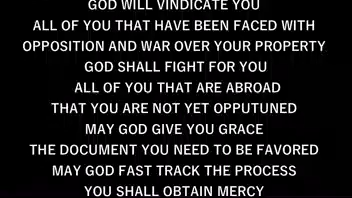 GOD WILL VINDICATE YOU
ALL OF YOU THAT HAVE BEEN FACED WITH
OPPOSITION AND WAR OVER YOUR PROPERTY
GOD SHALL FIGHT FOR YOU
ALL OF YOU THAT ARE ABROAD
THAT YOU ARE NOT YET OPPUTUNED
MAY GOD GIVE YOU GRACE
THE DOCUMENT YOU NEED TO BE FAVORED
MAY GOD FAST TRACK THE PROCESS
YOU SHALL OBTAIN MERCY